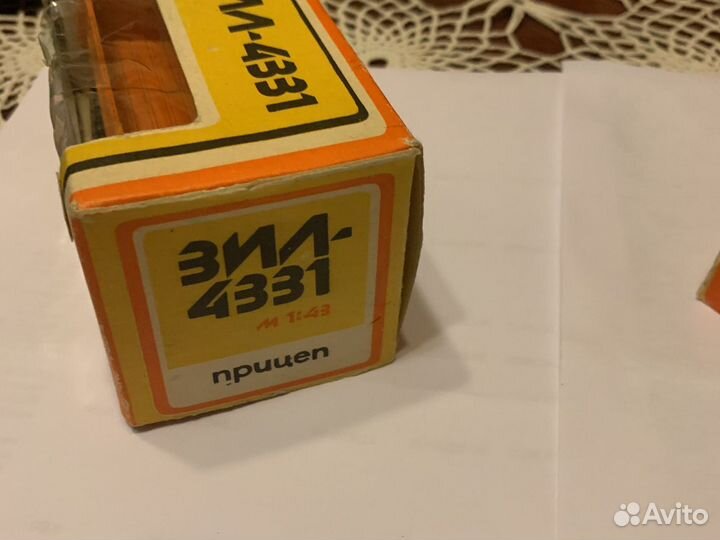 ИЛ-4331
ЗИЛ-
4331
М 1:43
прицеп
Avito